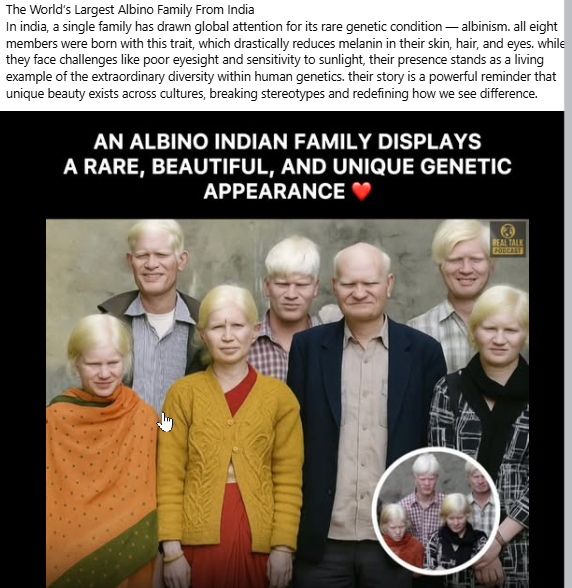 The World's Largest Albino Family From India
In india, a single family has drawn global attention for its rare genetic condition — albinism. all eight
members were born with this trait, which drastically reduces melanin in their skin, hair, and eyes. while
they face challenges like poor eyesight and sensitivity to sunlight, their presence stands as a living
example of the extraordinary diversity within human genetics. their story is a powerful reminder that
unique beauty exists across cultures, breaking stereotypes and redefining how we see difference.
AN ALBINO INDIAN FAMILY DISPLAYS
A RARE, BEAUTIFUL, AND UNIQUE GENETIC
APPEARANCE ❤️
REAL TALK
PODCAST